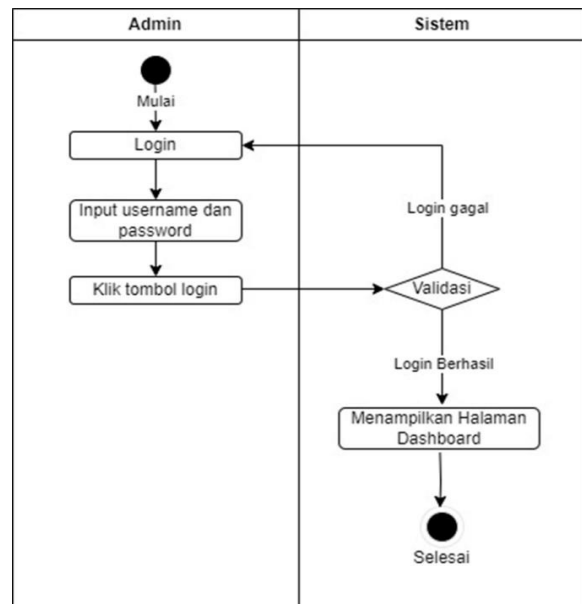 Admin
Sistem
Mulai
Login
Input username dan
password
Klik tombol login
Login gagal
Validasi
Login Berhasil
Menampilkan Halaman
Dashboard
Selesai